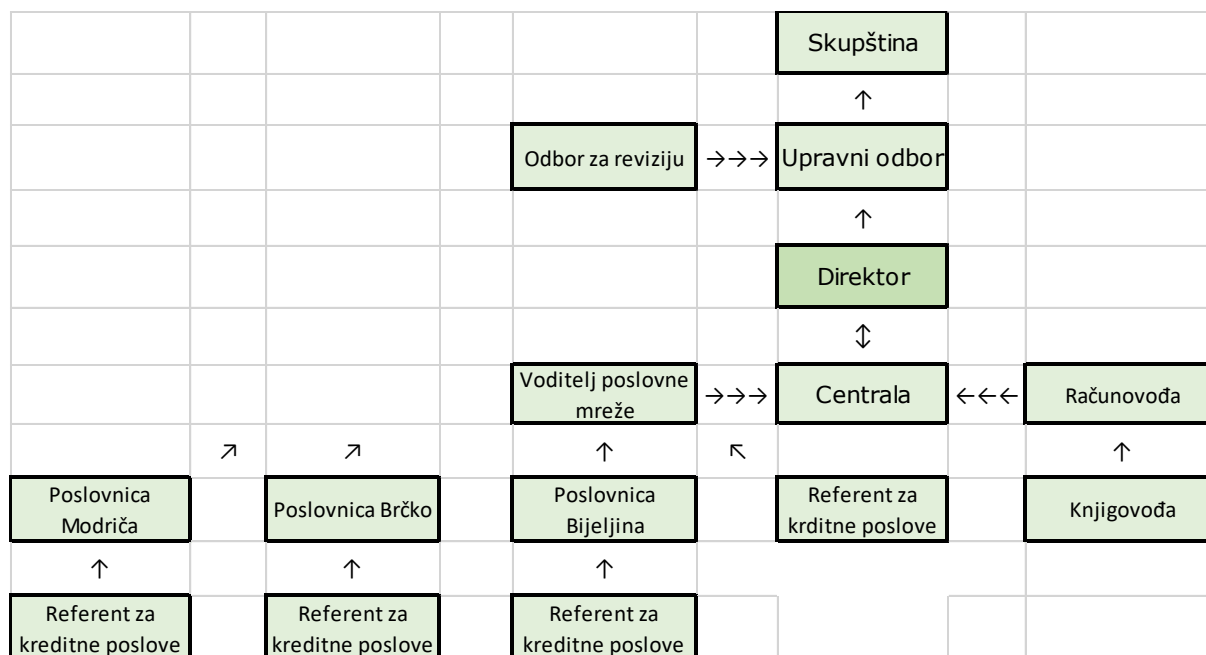 Skupština
↑
Odbor za reviziju →→→ Upravni odbor
↑
Direktor
↕
Voditelj poslovne
mreže
→→→ Centrala ←←← Računovođa
↗ ↗ ↑ ↖ ↑
Poslovnica
Modriča
Poslovnica Brčko
Poslovnica
Bijeljina
Referent za
krditne poslove
Knjigovođa
↑ ↑ ↑
Referent za
kreditne poslove
Referent za
kreditne poslove
Referent za
kreditne poslove